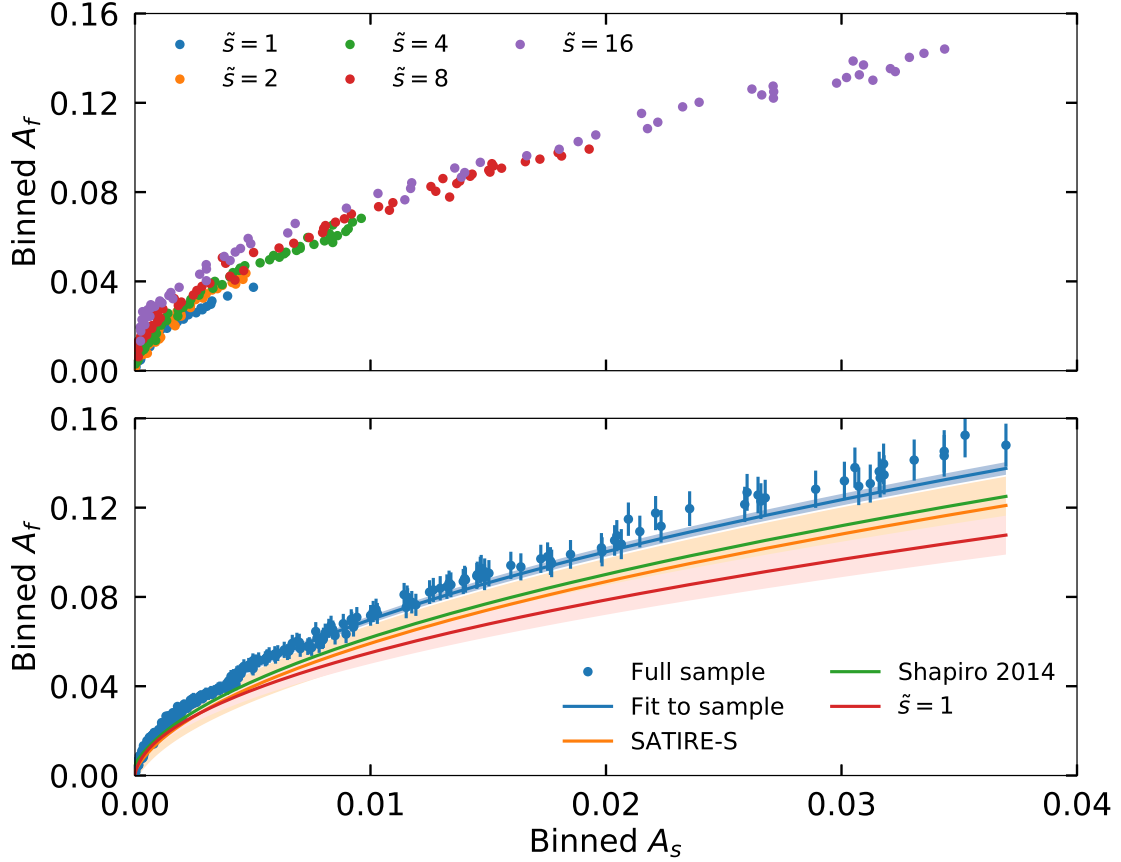 0.16
0.12
0.08
0.04
0.00
Binned A_f
s̃ = 1
s̃ = 2
s̃ = 4
s̃ = 8
s̃ = 16
0.16
0.12
0.08
0.04
0.00
Binned A_f
Full sample
Fit to sample
SATIRE-S
Shapiro 2014
s̃ = 1
0.00 0.01 0.02 0.03 0.04
Binned A_s